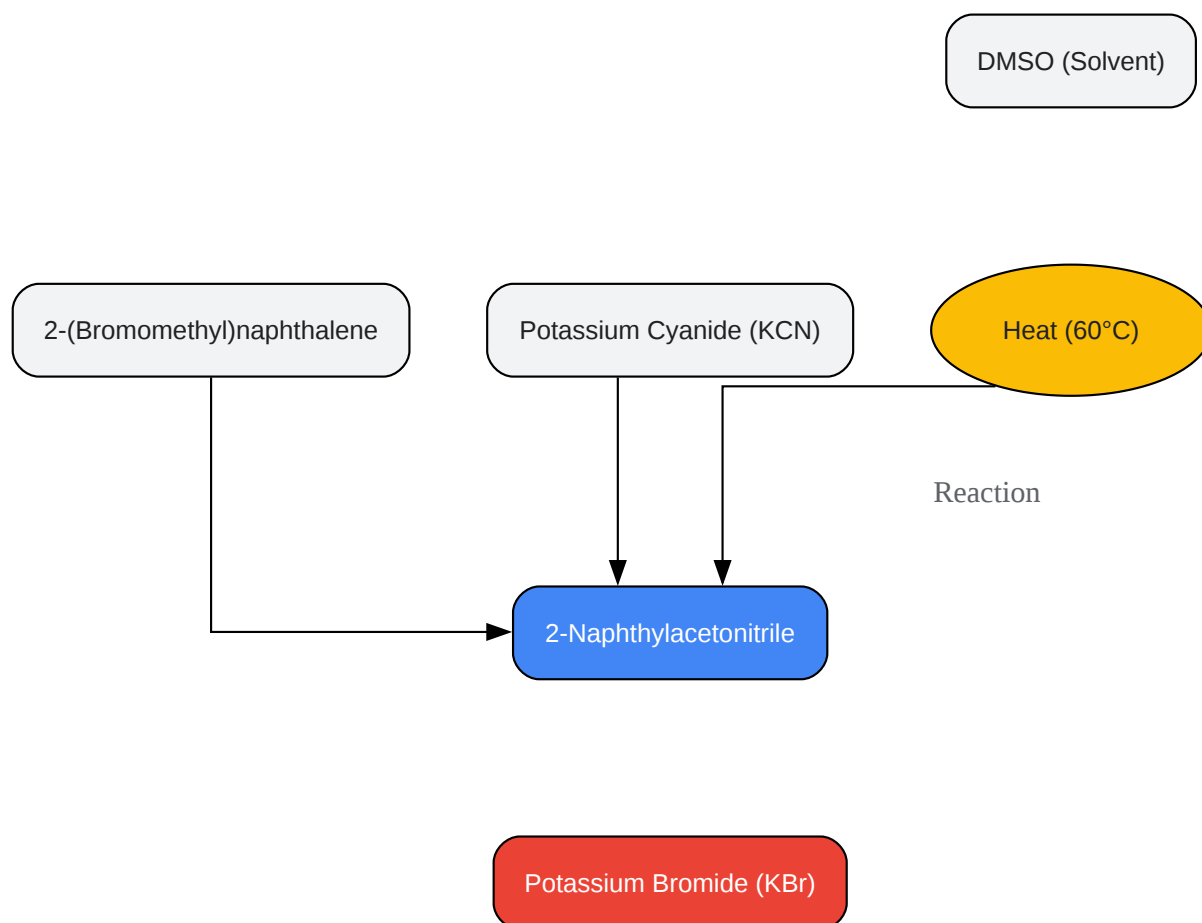 DMSO (Solvent)
2-(Bromomethyl)naphthalene
Potassium Cyanide (KCN)
Heat (60°C)
Reaction
2-Naphthylacetonitrile
Potassium Bromide (KBr)